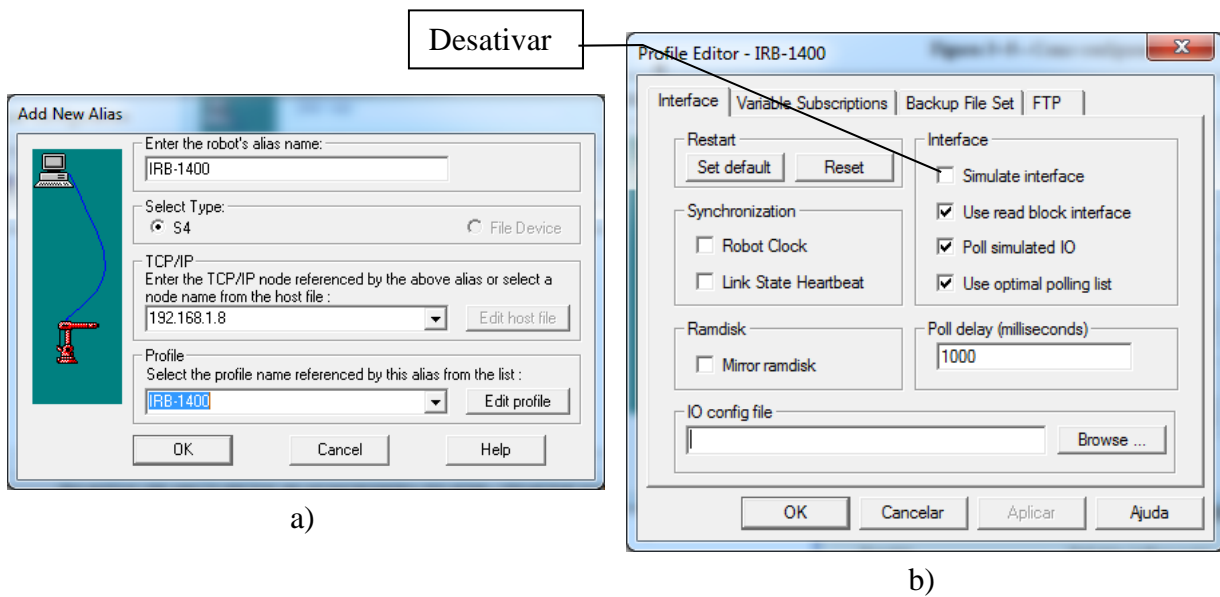 Desativar
Add New Alias
Enter the robot's alias name:
IRB-1400
Select Type:
S4
File Device
TCP/IP
Enter the TCP/IP node referenced by the above alias or select a
node name from the host file :
192.168.1.8
Edit host file
Profile
Select the profile name referenced by this alias from the list :
IRB-1400
Edit profile
OK
Cancel
Help
a)
Profile Editor - IRB-1400
Interface
Variable Subscriptions
Backup File Set
FTP
Restart
Set default
Reset
Synchronization
Robot Clock
Link State Heartbeat
Ramdisk
Mirror ramdisk
Interface
Simulate interface
Use read block interface
Poll simulated IO
Use optimal polling list
Poll delay (milliseconds)
1000
IO config file
Browse ...
OK
Cancelar
Aplicar
Ajuda
b)